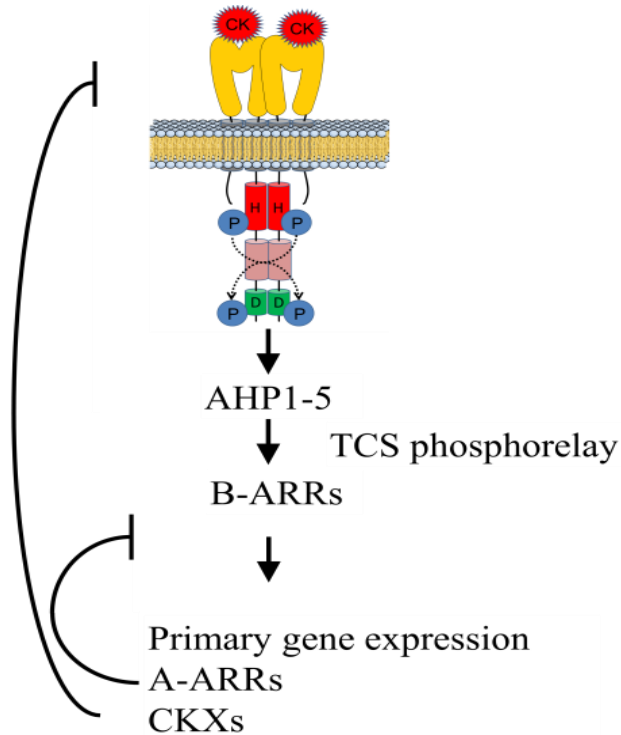 CK CK
H H
P P
D D
P P
AHP1-5
TCS phosphorelay
B-ARRs
Primary gene expression
A-ARRs
CKXs